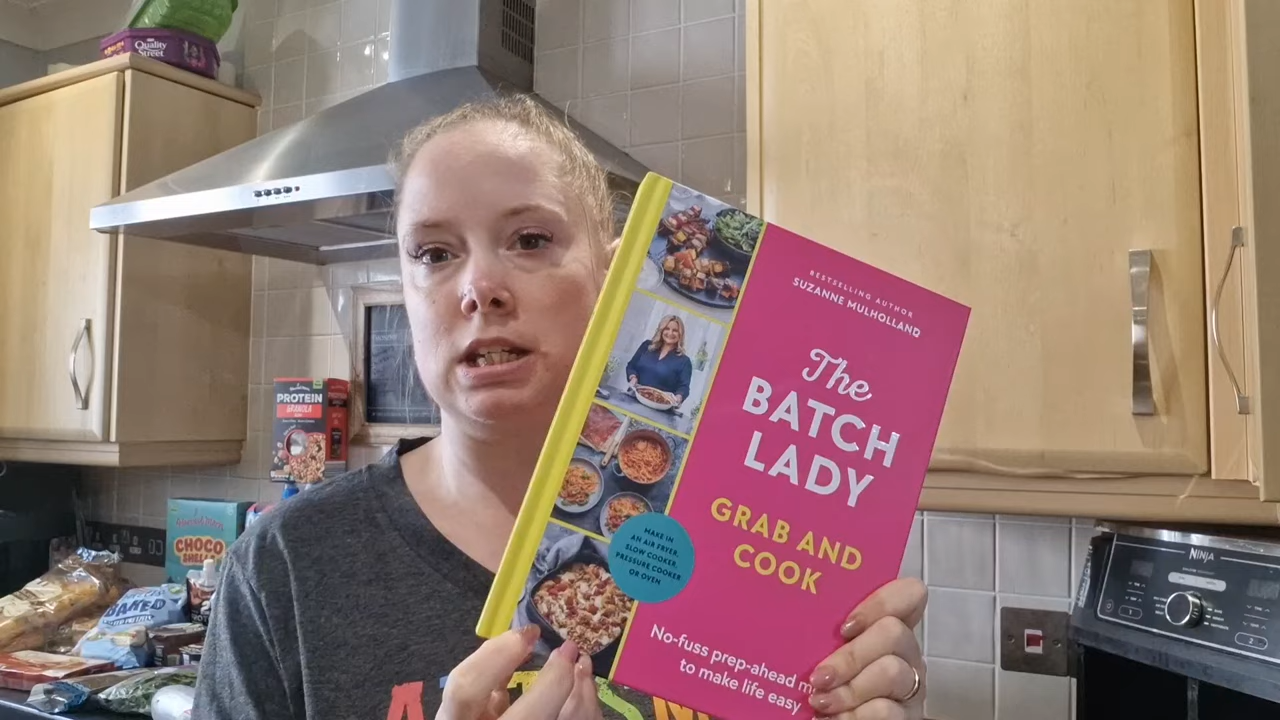 Quality
Street
PROTEIN
GRANOLA
CHOCO
BAKED
BESTSELLING AUTHOR
SUZANNE MULHOLLAND
The
BATCH
LADY
GRAB AND
COOK
MAKE IN
AN AIR FRYER,
SLOW COOKER,
PRESSURE COOKER
OR OVEN
No-fuss prep-ahead
to make life easy
NINJA